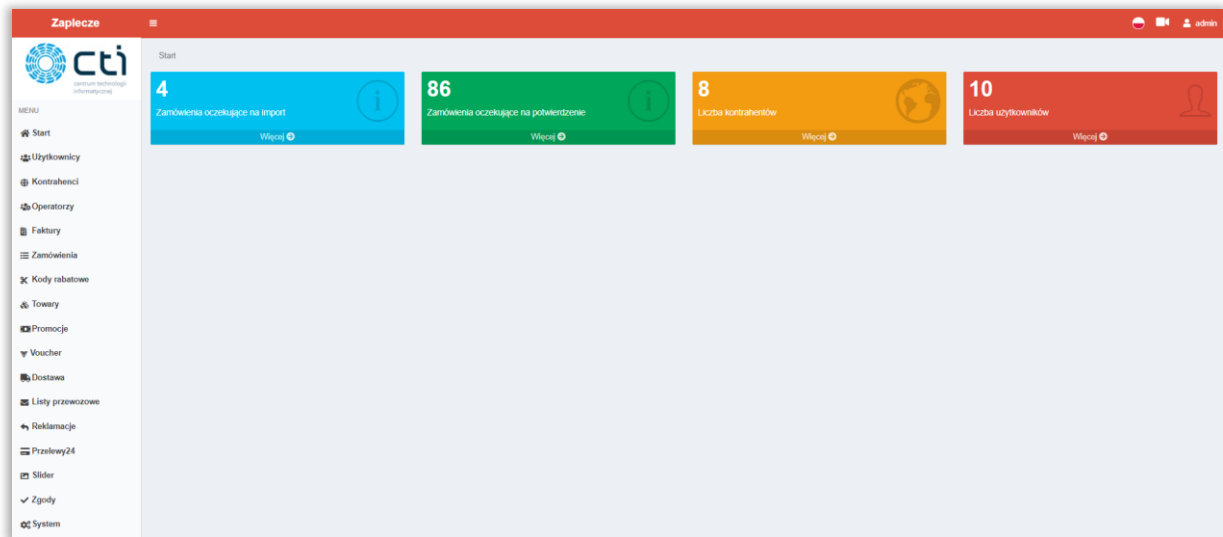 Zaplecze
admin
cti
centrum technologii
informatycznej
Start
4
Zamówienia oczekujące na import
Więcej
86
Zamówienia oczekujące na potwierdzenie
Więcej
8
Liczba kontrahentów
Więcej
10
Liczba użytkowników
Więcej
MENU
Start
Użytkownicy
Kontrahenci
Operatorzy
Faktury
Zamówienia
Kody rabatowe
Towary
Promocje
Voucher
Dostawa
Listy przewozowe
Reklamacje
Przelewy24
Slider
Zgody
System